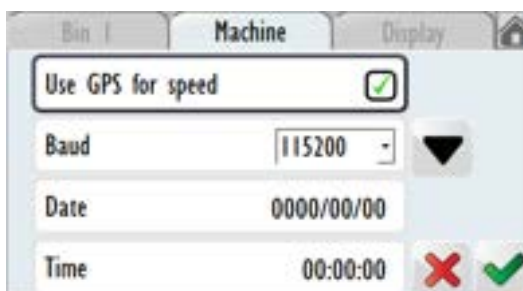 Bin 1 Machine Display
Use GPS for speed
Baud 115200
Date 0000/00/00
Time 00:00:00